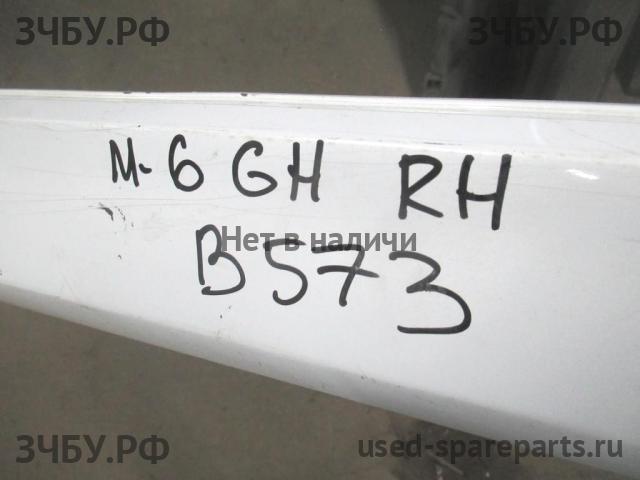 ЗЧБУ.РФ ЗЧБУ.РФ
M-6 GH RH
Нет в наличи
B573
ЗЧБУ.РФ used-spareparts.ru